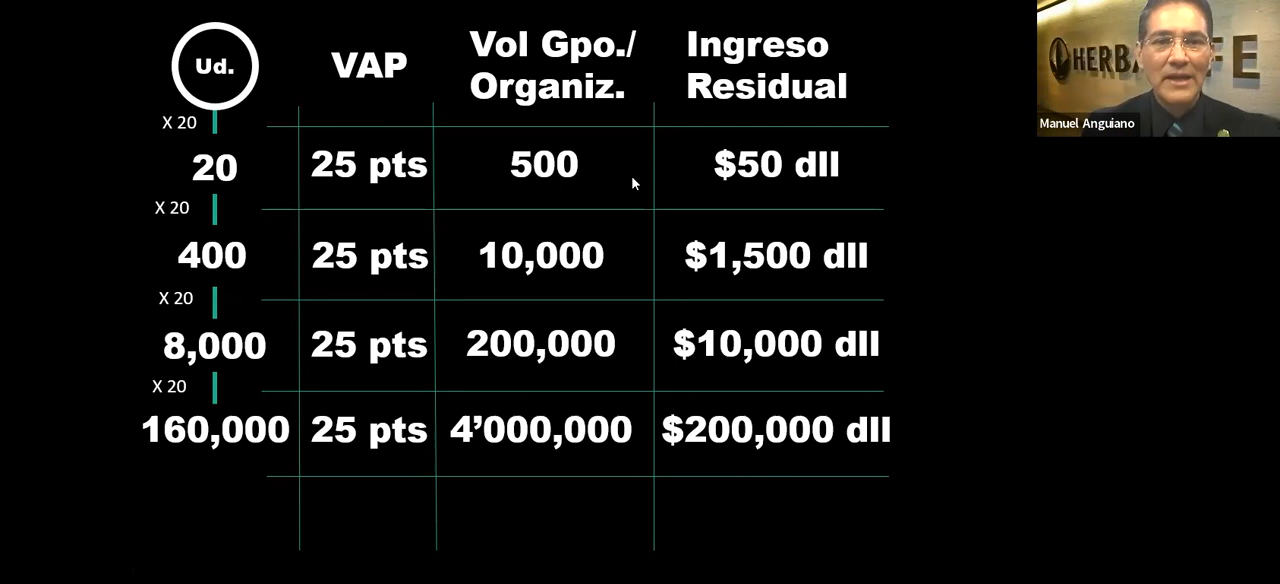 Ud.
VAP
Vol Gpo./
Organiz.
Ingreso
Residual
X 20
20
25 pts
500
$50 dll
X 20
400
25 pts
10,000
$1,500 dll
X 20
8,000
25 pts
200,000
$10,000 dll
X 20
160,000
25 pts
4’000,000
$200,000 dll
HERBA FE
Manuel Anguiano